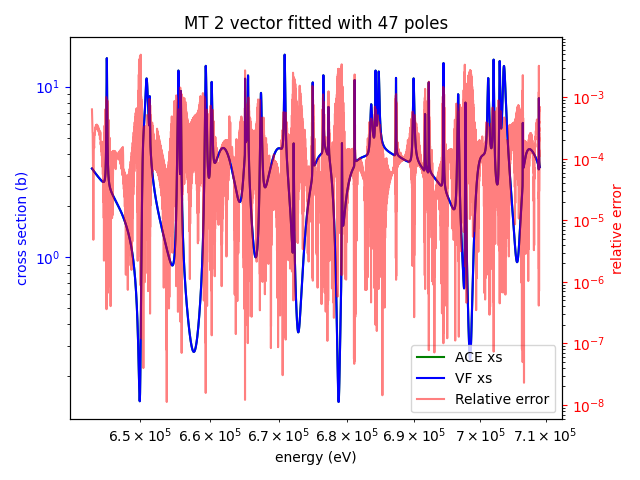 MT 2 vector fitted with 47 poles
10¹
10⁰
cross section (b)
10⁻³
10⁻⁴
10⁻⁵
10⁻⁶
10⁻⁷
10⁻⁸
relative error
ACE xs
VF xs
Relative error
6.5 × 10⁵ 6.6 × 10⁵ 6.7 × 10⁵ 6.8 × 10⁵ 6.9 × 10⁵ 7 × 10⁵ 7.1 × 10⁵
energy (eV)